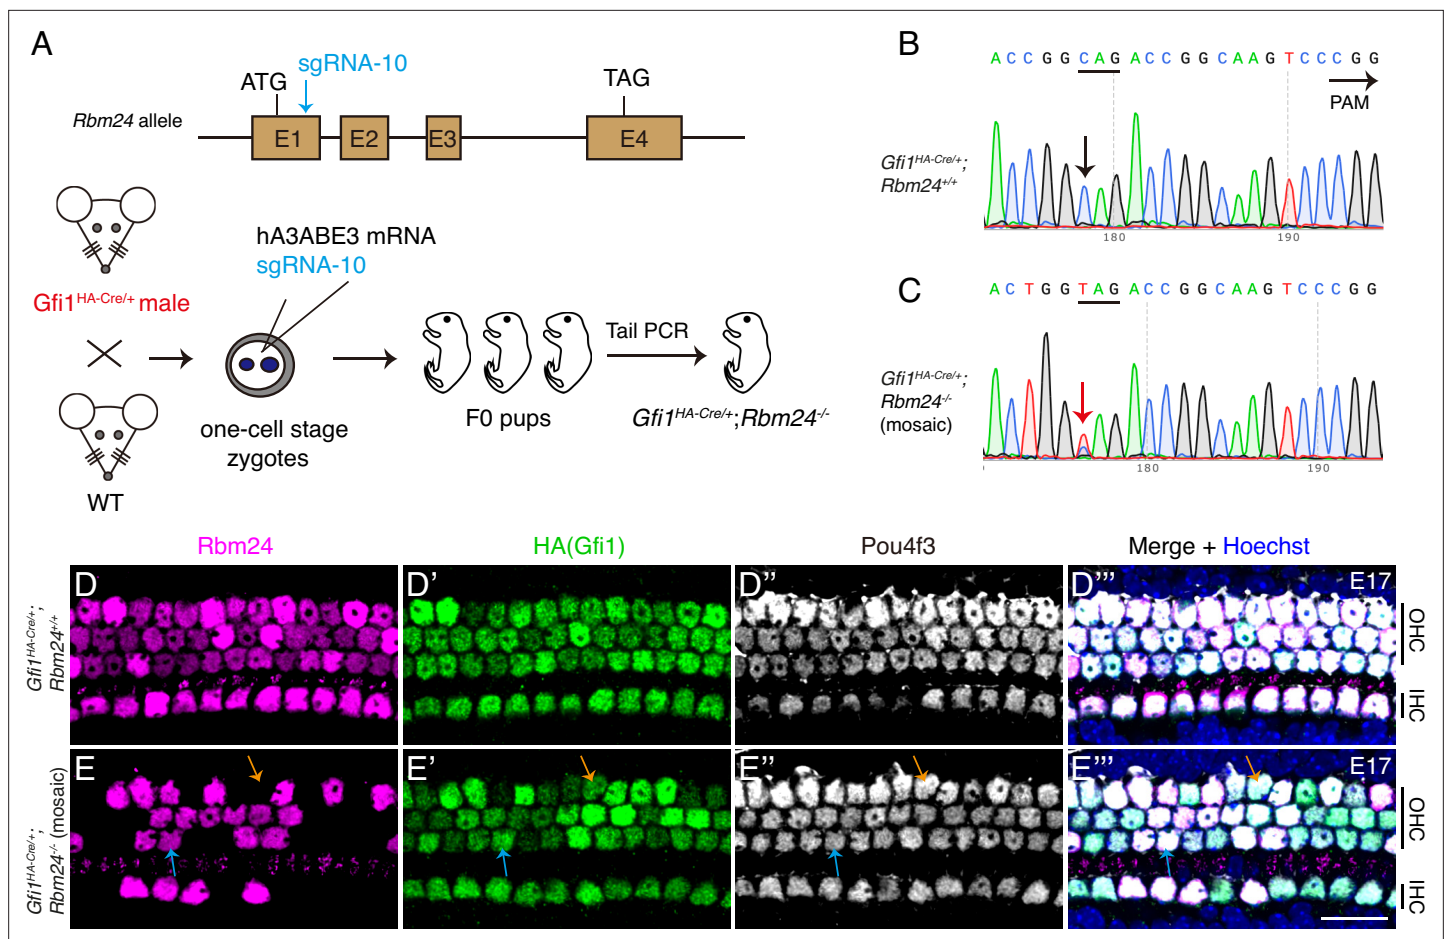 A
sgRNA-10
ATG
TAG
Rbm24 allele
E1
E2
E3
E4
hA3ABE3 mRNA
sgRNA-10
Gfi1HA-Cre/+ male
WT
one-cell stage
zygotes
F0 pups
Tail PCR
Gfi1HA-Cre/+;Rbm24-/-
B
A C C G G C A G A C C G G C A A G T C C C G G
PAM
Gfi1HA-Cre/+;
Rbm24+/+
180
190
C
A C T G G T A G A C C G G C A A G T C C C G G
Gfi1HA-Cre/+;
Rbm24-/-
(mosaic)
180
190
Rbm24
HA(Gfi1)
Pou4f3
Merge + Hoechst
Gfi1HA-Cre/+;
Rbm24+/+
D
D'
D''
D'''
E17
OHC
IHC
Gfi1HA-Cre/+;
Rbm24-/- (mosaic)
E
E'
E''
E'''
E17
OHC
IHC